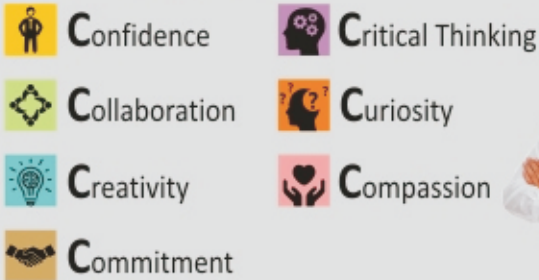 Confidence
Collaboration
Creativity
Commitment
Critical Thinking
Curiosity
Compassion